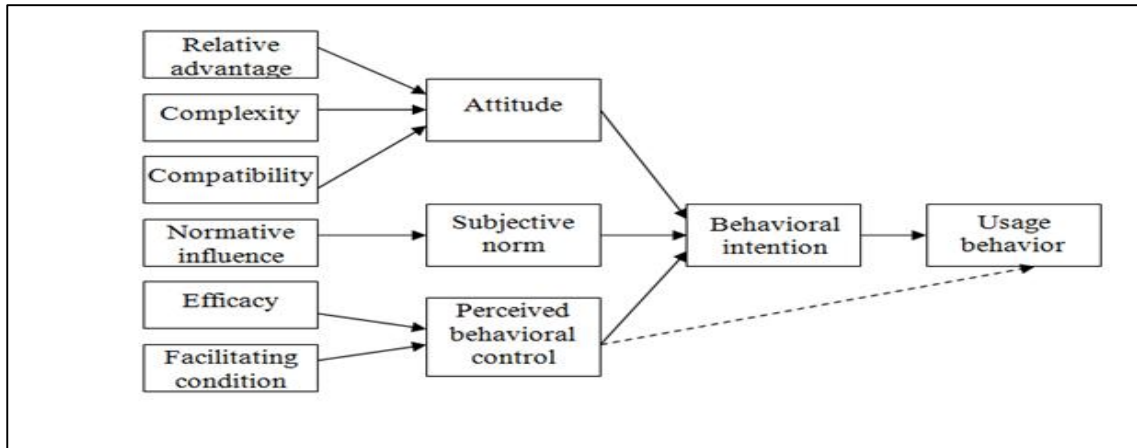 Relative
advantage
Complexity
Compatibility
Normative
influence
Efficacy
Facilitating
condition
Attitude
Subjective
norm
Perceived
behavioral
control
Behavioral
intention
Usage
behavior